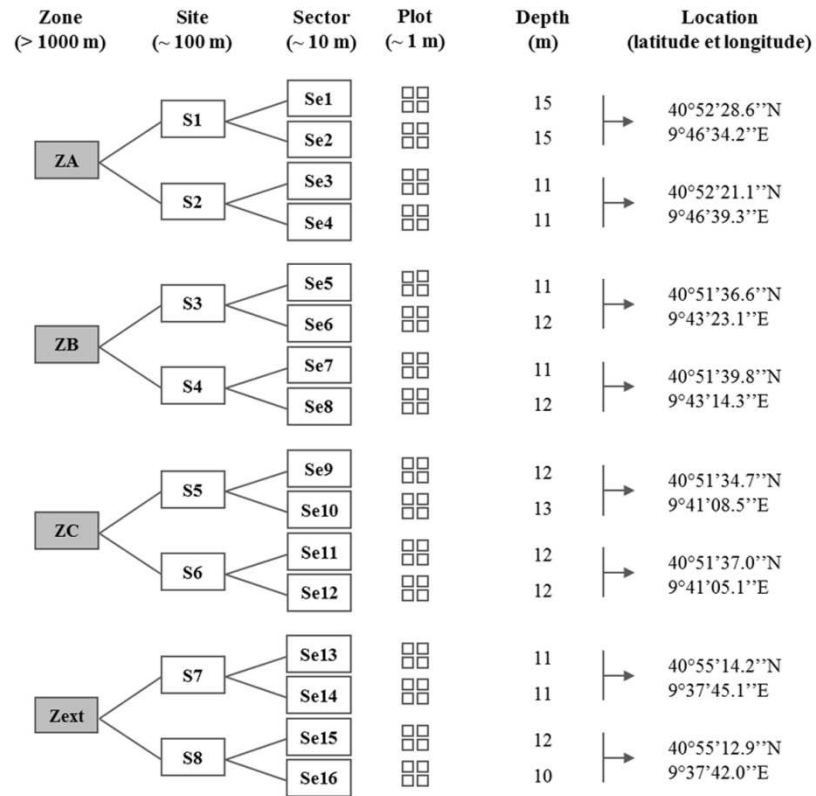 Zone Site Sector Plot Depth Location
(> 1000 m) (~ 100 m) (~ 10 m) (~ 1 m) (m) (latitude et longitude)
Se1 15 40°52’28.6’’N
S1
Se2 15 9°46’34.2’’E
ZA
Se3 11 40°52’21.1’’N
S2
Se4 11 9°46’39.3’’E
Se5 11 40°51’36.6’’N
S3
Se6 12 9°43’23.1’’E
ZB
Se7 11 40°51’39.8’’N
S4
Se8 12 9°43’14.3’’E
Se9 12 40°51’34.7’’N
S5
Se10 13 9°41’08.5’’E
ZC
Se11 12 40°51’37.0’’N
S6
Se12 12 9°41’05.1’’E
Se13 11 40°55’14.2’’N
S7
Se14 11 9°37’45.1’’E
Zext
Se15 12 40°55’12.9’’N
S8
Se16 10 9°37’42.0’’E